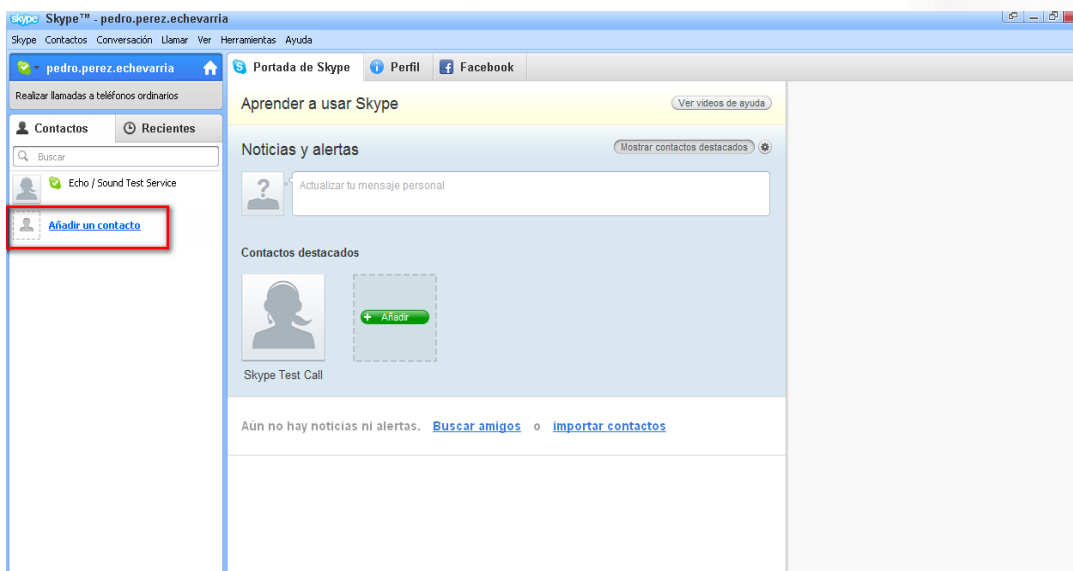 skype Skype™ - pedro.perez.echevarria
Skype Contactos Conversación Llamar Ver Herramientas Ayuda
pedro.perez.echevarria
Portada de Skype Perfil Facebook
Realizar llamadas a teléfonos ordinarios
Aprender a usar Skype Ver videos de ayuda
Contactos Recientes
Noticias y alertas Mostrar contactos destacados
Buscar
Echo / Sound Test Service
Actualizar tu mensaje personal
Añadir un contacto
Contactos destacados
Añadir
Skype Test Call
Aún no hay noticias ni alertas. Buscar amigos o importar contactos